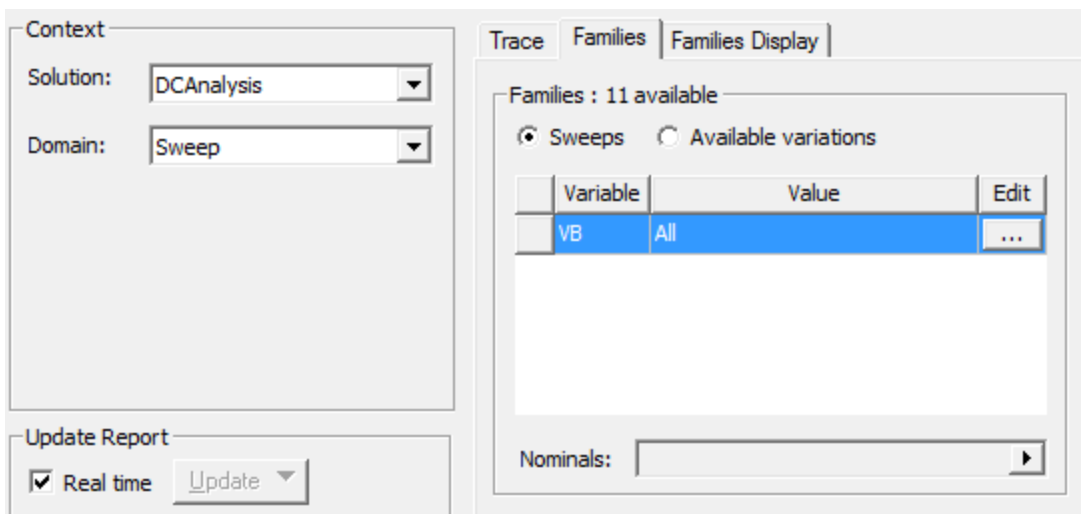 Context
Solution: DCAnalysis
Domain: Sweep
Update Report
Real time Update
Trace Families Families Display
Families : 11 available
Sweeps Available variations
Variable Value Edit
VB All ...
Nominals: